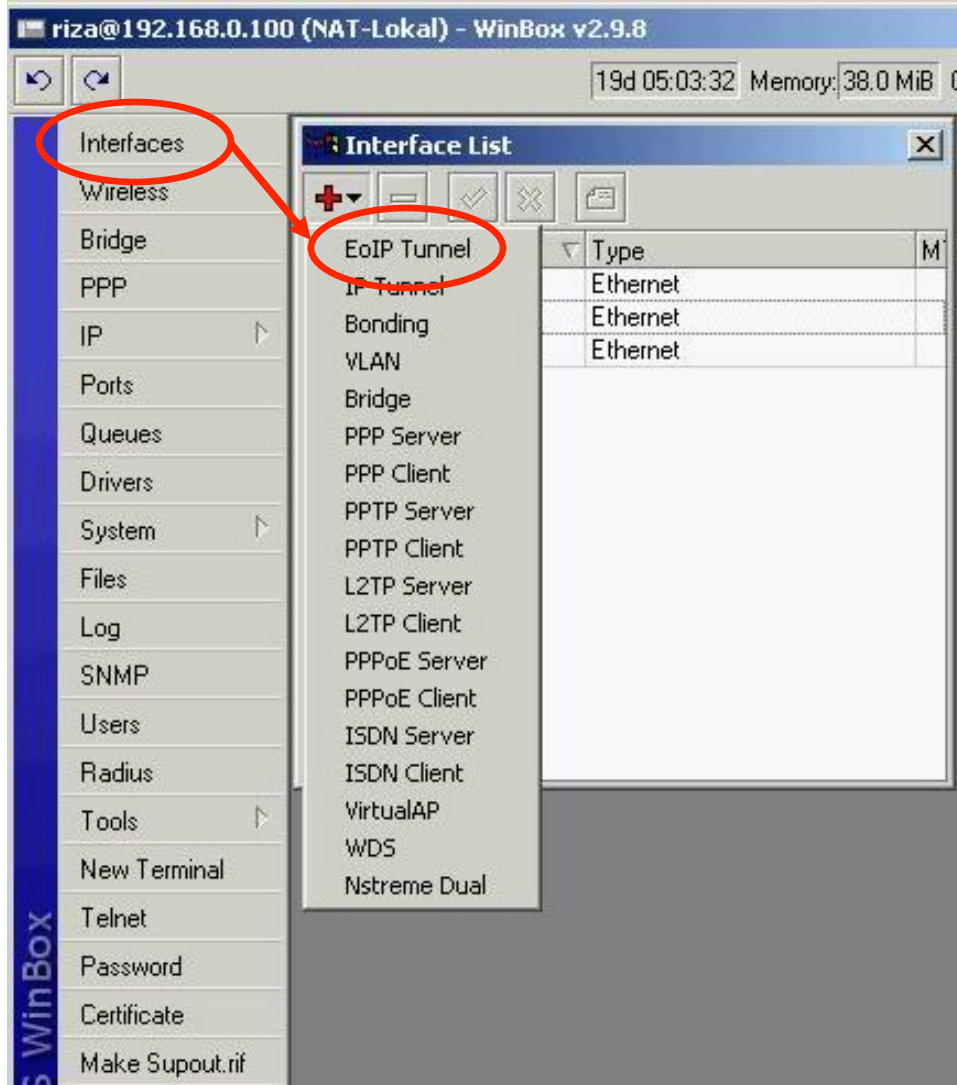 riza@192.168.0.100 (NAT-Lokal) - WinBox v2.9.8
19d 05:03:32 Memory: 38.0 MiB
Interfaces
Wireless
Bridge
PPP
IP
Ports
Queues
Drivers
System
Files
Log
SNMP
Users
Radius
Tools
New Terminal
Telnet
Password
Certificate
Make Supout.rif
WinBox
Interface List
Type
Ethernet
Ethernet
Ethernet
EoIP Tunnel
IP Tunnel
Bonding
VLAN
Bridge
PPP Server
PPP Client
PPTP Server
PPTP Client
L2TP Server
L2TP Client
PPPoE Server
PPPoE Client
ISDN Server
ISDN Client
VirtualAP
WDS
Nstreme Dual